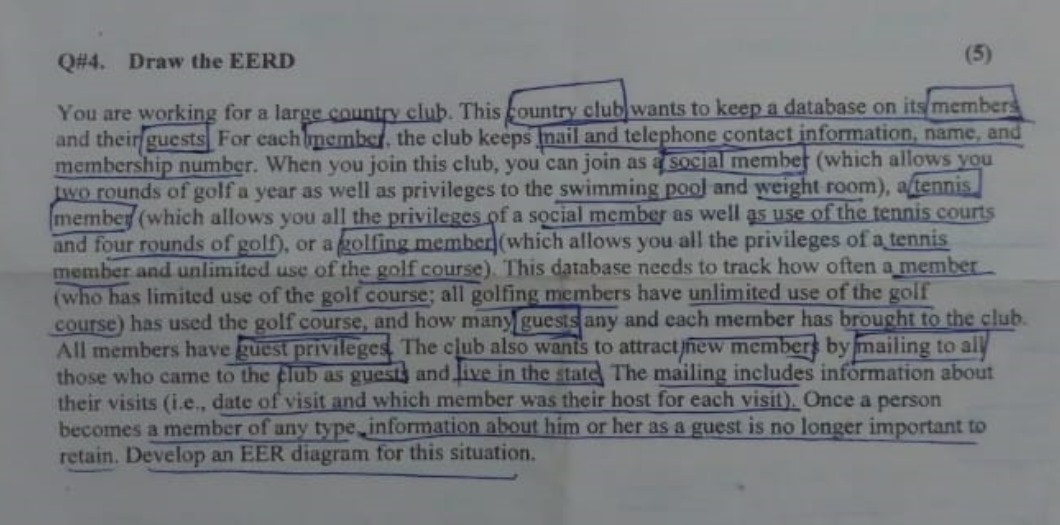 Q#4. Draw the EERD (5)
You are working for a large country club. This country club wants to keep a database on its members
and their guests. For each member, the club keeps mail and telephone contact information, name, and
membership number. When you join this club, you can join as a social member (which allows you
two rounds of golf a year as well as privileges to the swimming pool and weight room), a tennis
member (which allows you all the privileges of a social member as well as use of the tennis courts
and four rounds of golf), or a golfing member (which allows you all the privileges of a tennis
member and unlimited use of the golf course). This database needs to track how often a member
(who has limited use of the golf course; all golfing members have unlimited use of the golf
course) has used the golf course, and how many guests any and each member has brought to the club.
All members have guest privileges. The club also wants to attract new members by mailing to all
those who came to the club as guests and live in the state. The mailing includes information about
their visits (i.e., date of visit and which member was their host for each visit). Once a person
becomes a member of any type, information about him or her as a guest is no longer important to
retain. Develop an EER diagram for this situation.